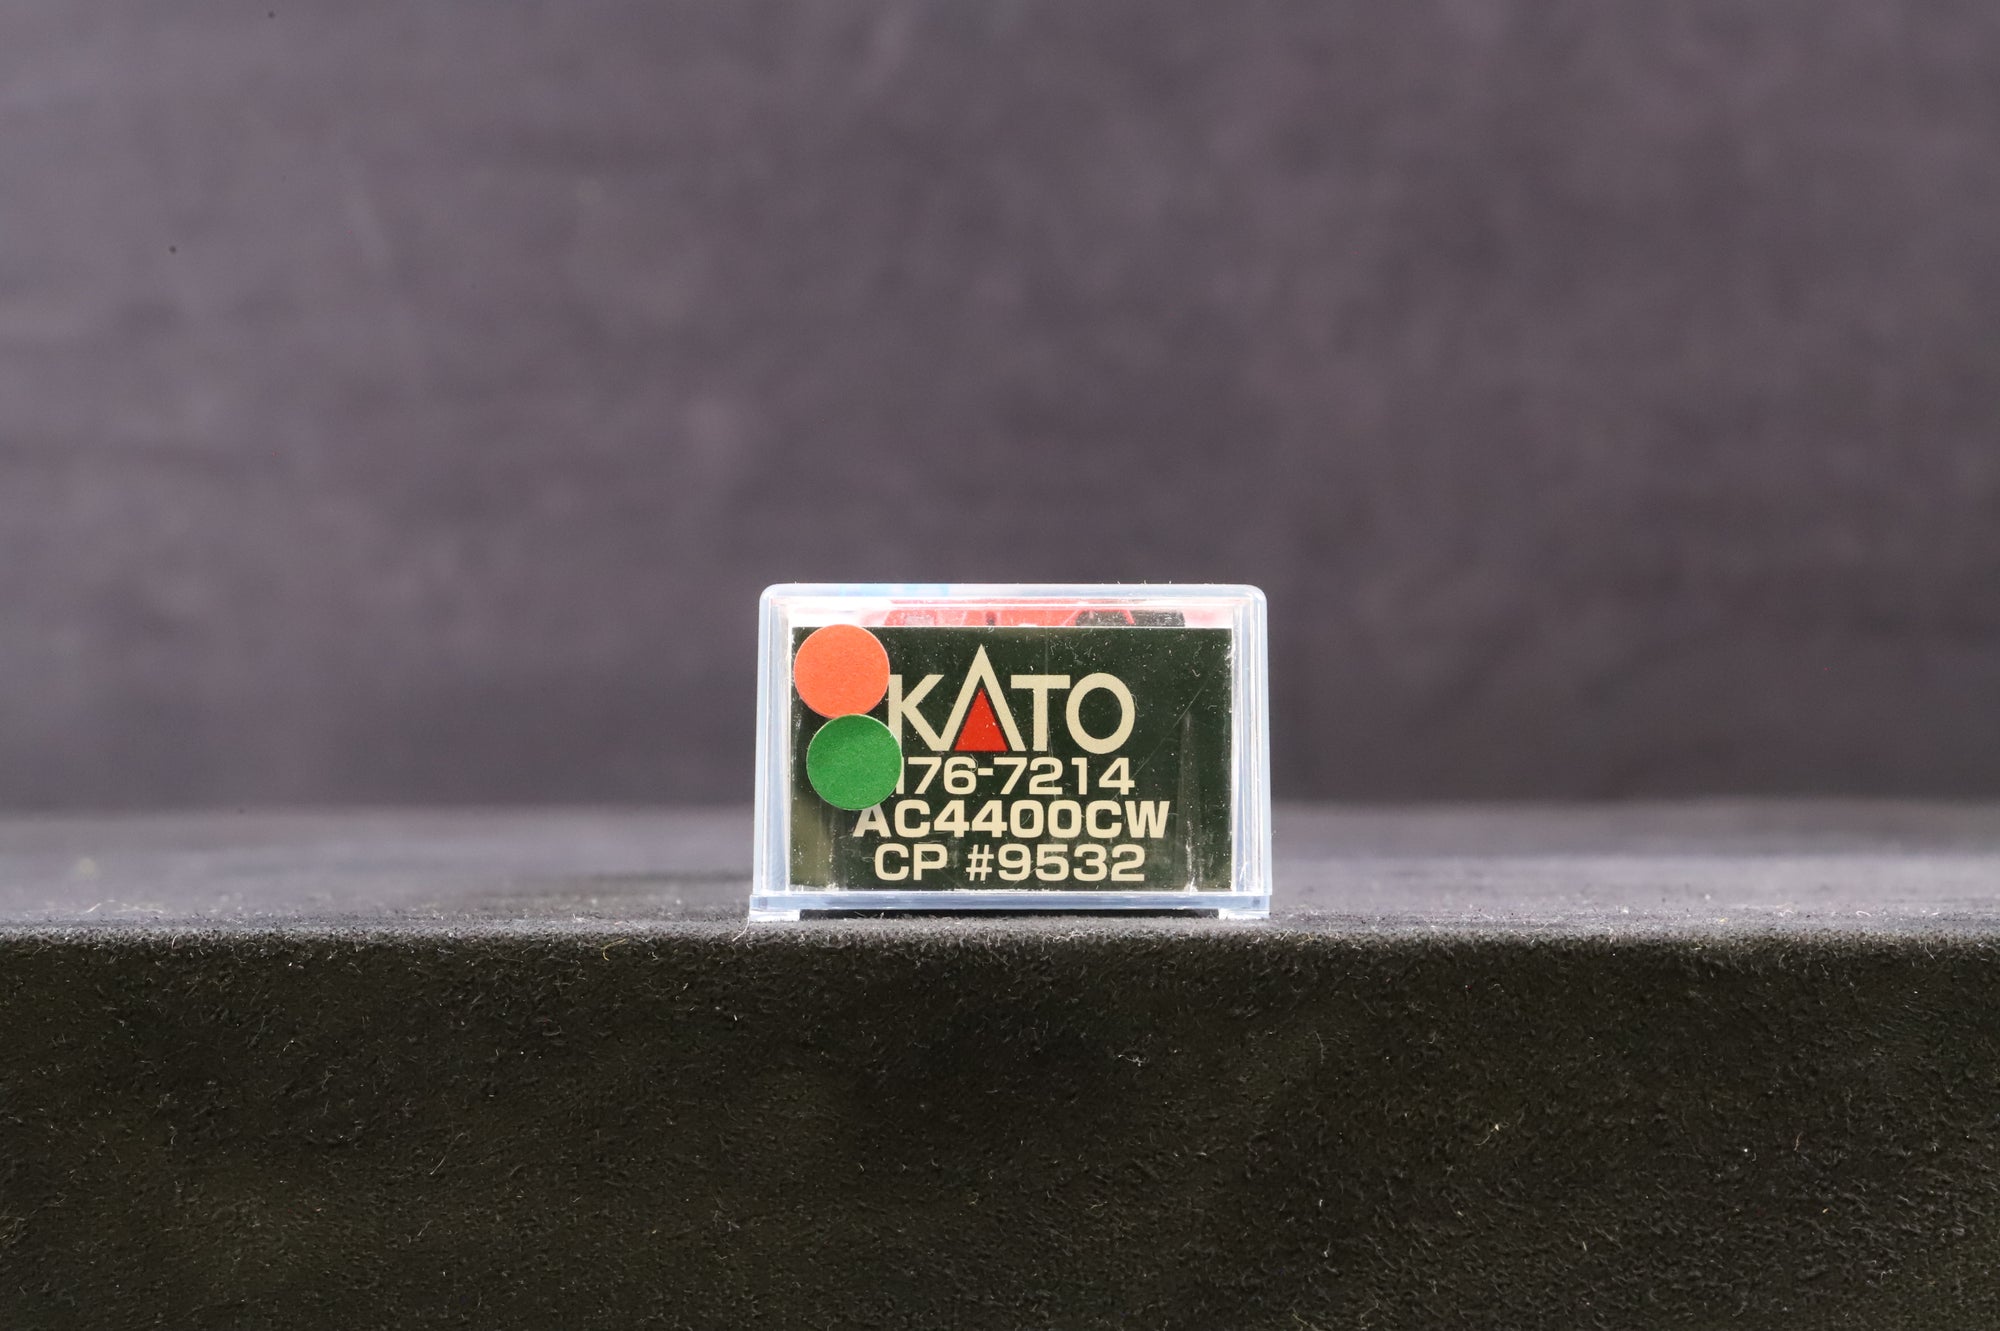 KATO
176-7214
AC4400CW
CP #9532